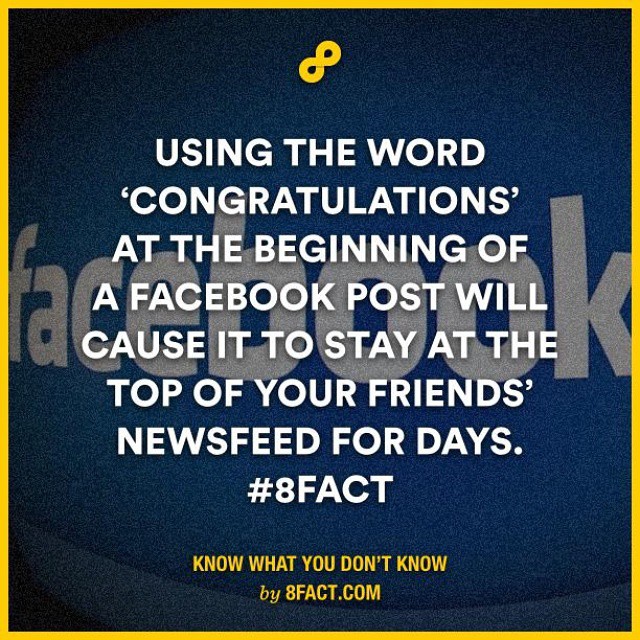 facebook
USING THE WORD
‘CONGRATULATIONS’
AT THE BEGINNING OF
A FACEBOOK POST WILL
CAUSE IT TO STAY AT THE
TOP OF YOUR FRIENDS’
NEWSFEED FOR DAYS.
#8FACT
KNOW WHAT YOU DON’T KNOW
by 8FACT.COM